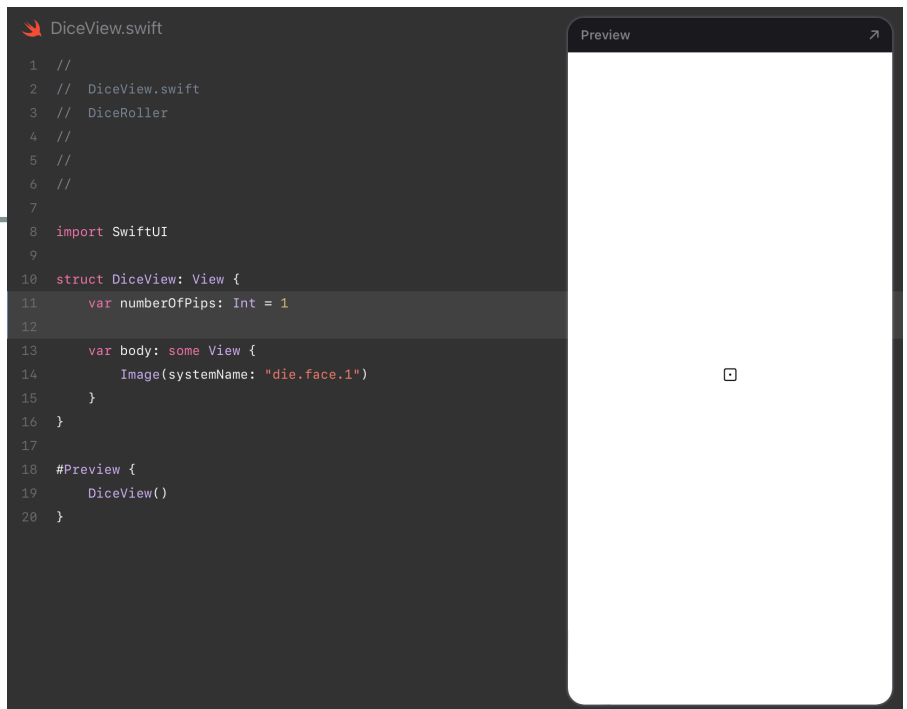 DiceView.swift
Preview
1 //
2 //  DiceView.swift
3 //  DiceRoller
4 //
5 //
6 //
7
8 import SwiftUI
9
10 struct DiceView: View {
11     var numberOfPips: Int = 1
12
13     var body: some View {
14         Image(systemName: "die.face.1")
15     }
16 }
17
18 #Preview {
19     DiceView()
20 }